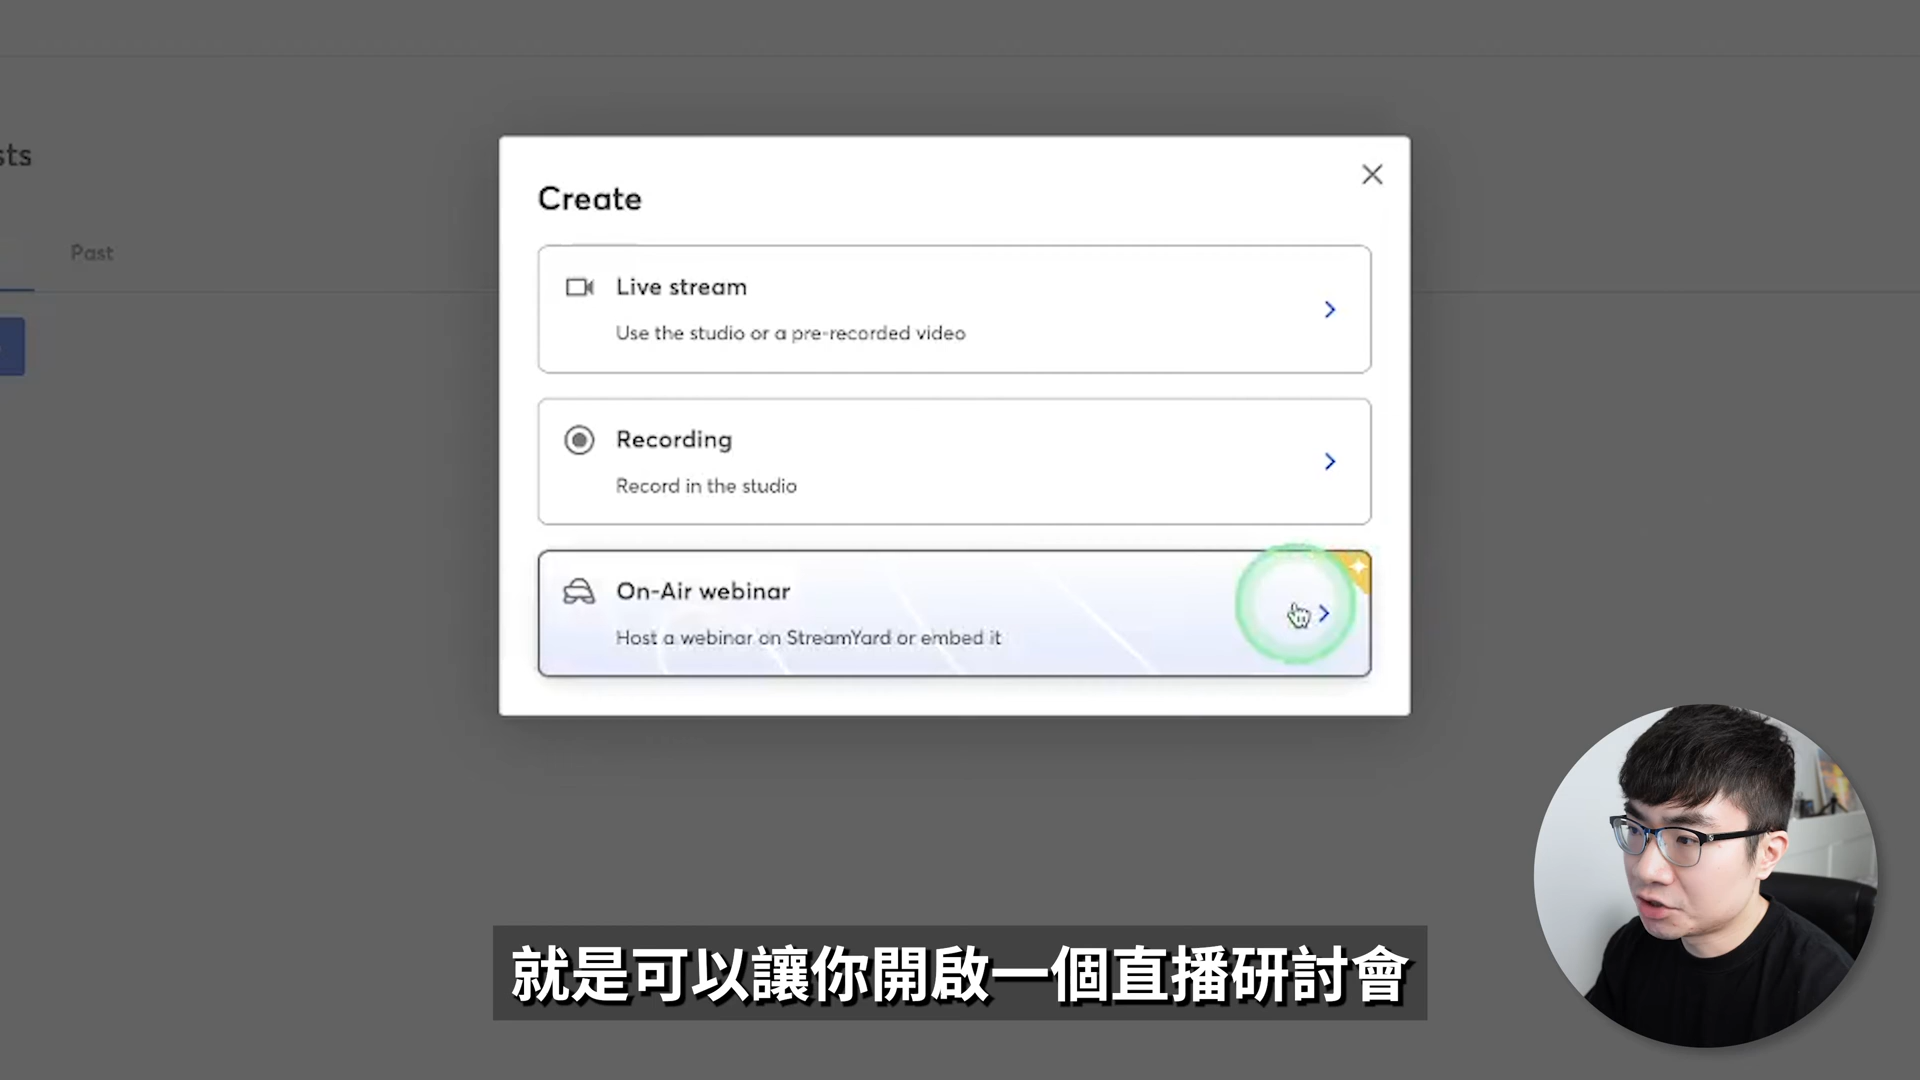 sts
Past
Create
Live stream
Use the studio or a pre-recorded video
Recording
Record in the studio
On-Air webinar
Host a webinar on StreamYard or embed it
就是可以讓你開啟一個直播研討會